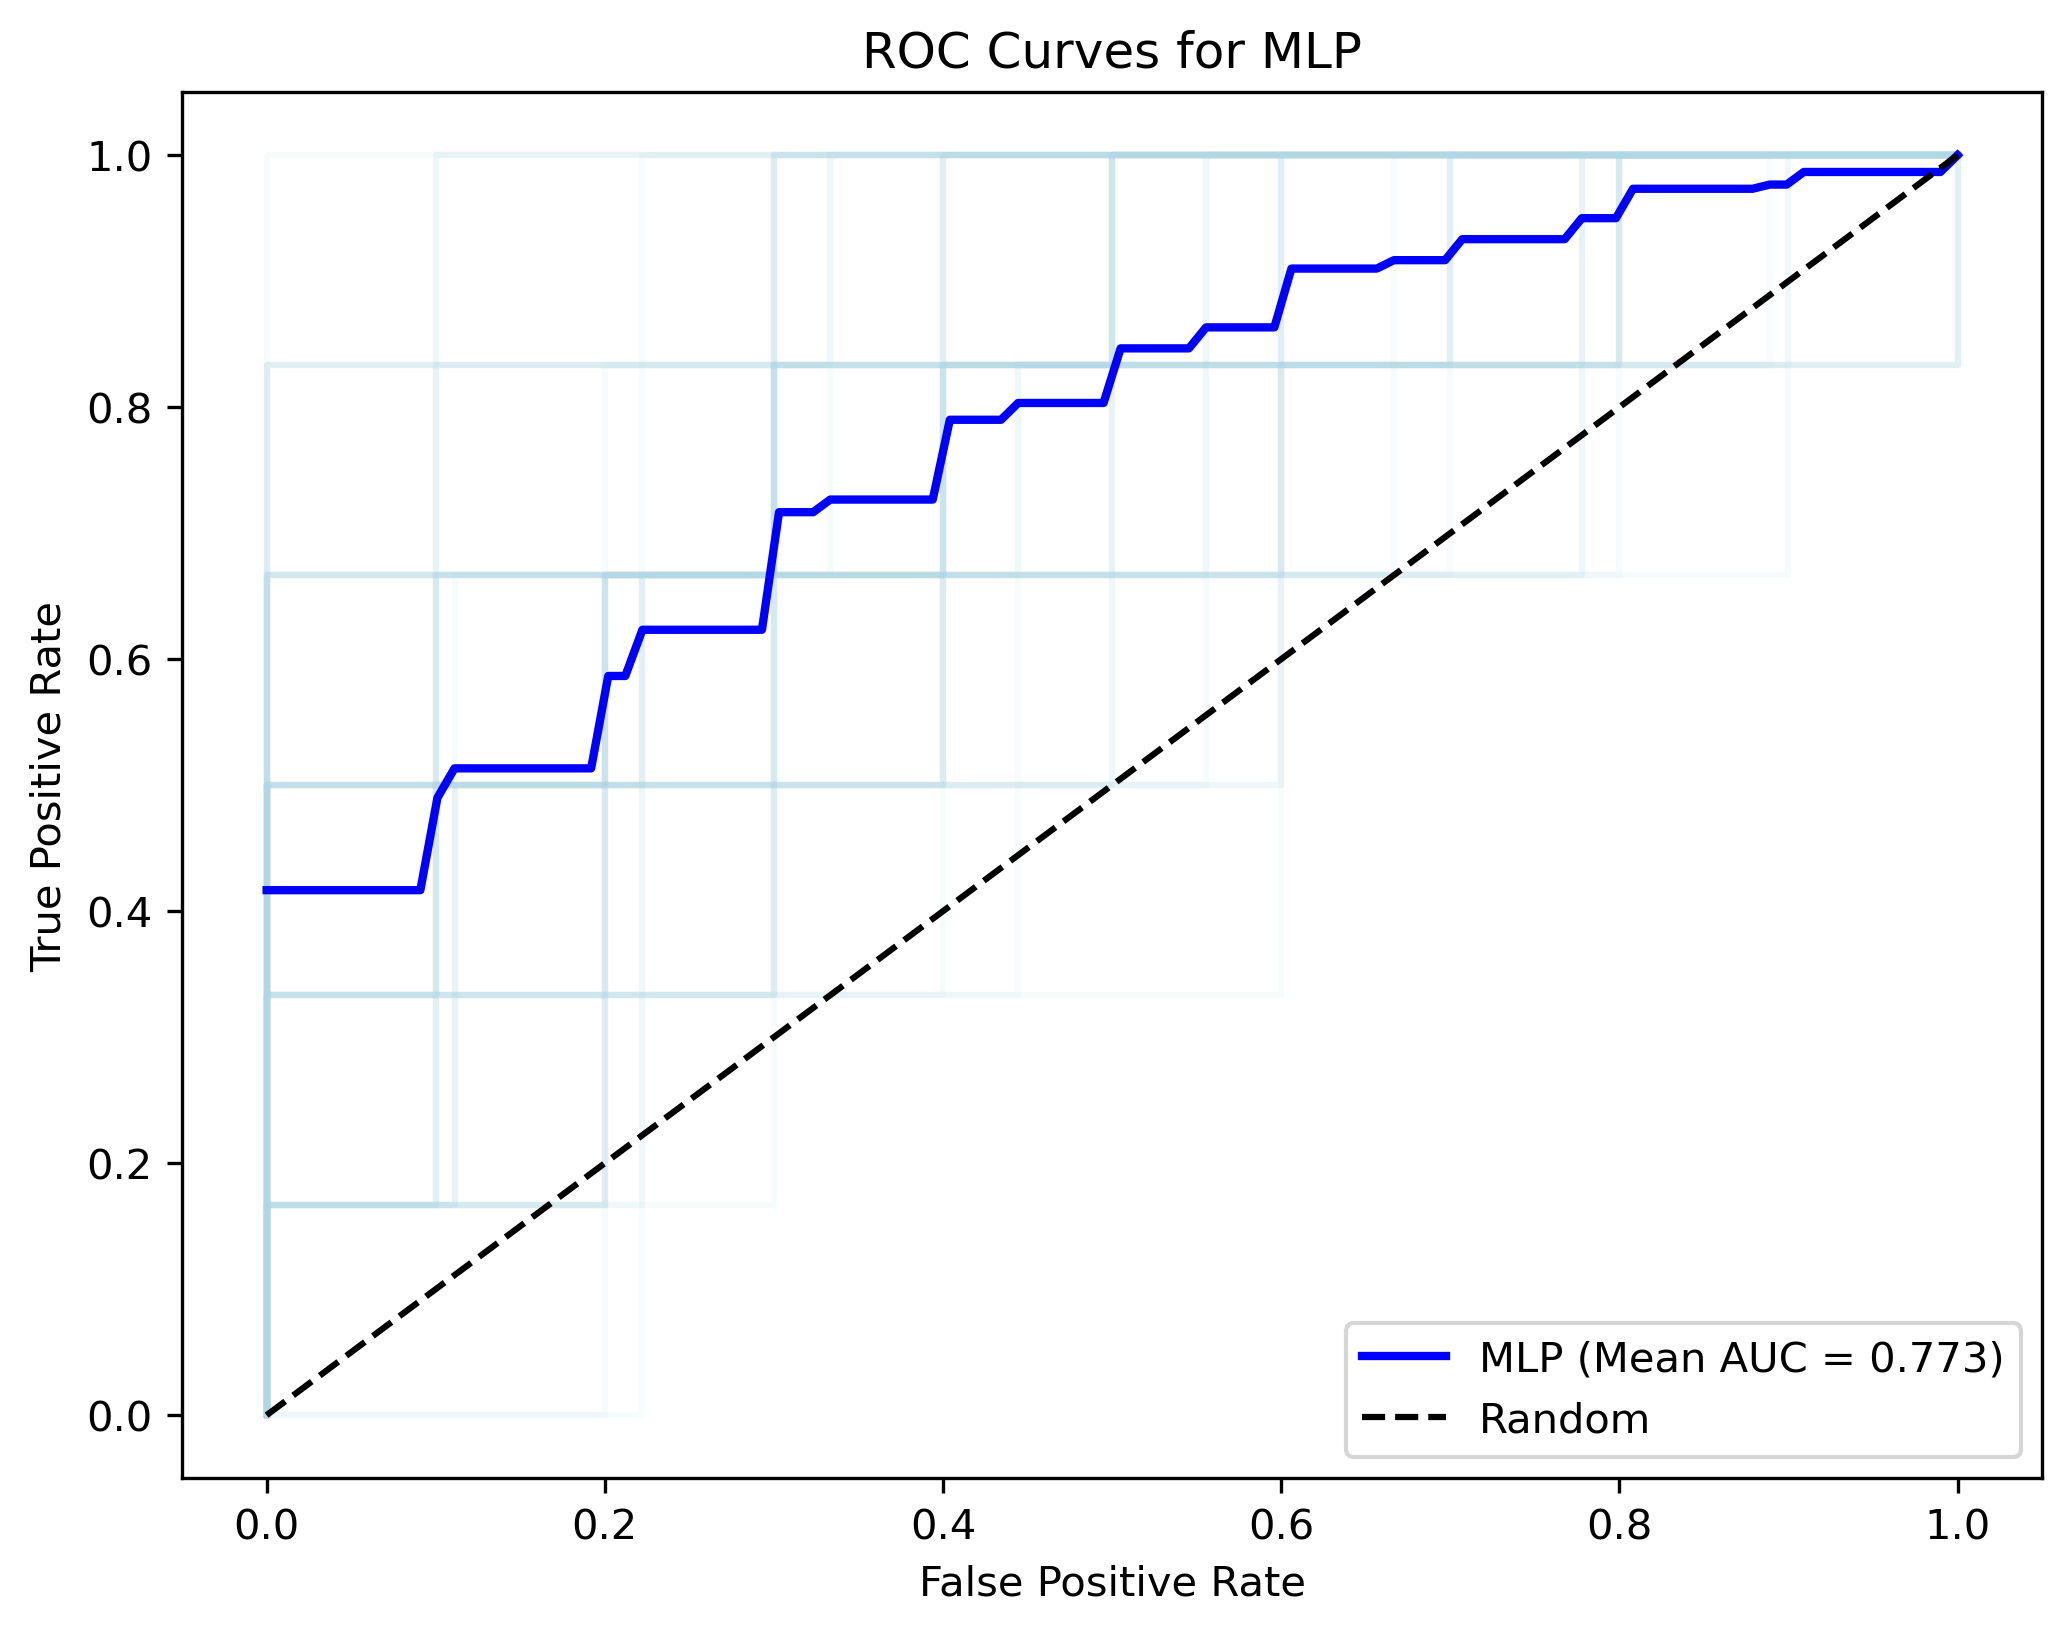 ROC Curves for MLP
1.0
0.8
0.6
0.4
0.2
0.0
True Positive Rate
0.0 0.2 0.4 0.6 0.8 1.0
False Positive Rate
MLP (Mean AUC = 0.773)
Random